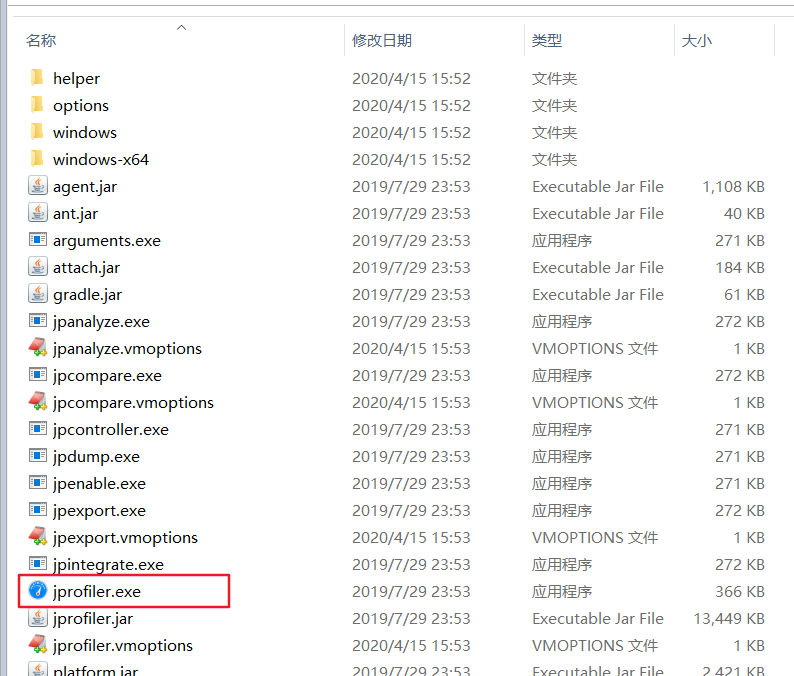 名称 修改日期 类型 大小
helper 2020/4/15 15:52 文件夹
options 2020/4/15 15:52 文件夹
windows 2020/4/15 15:52 文件夹
windows-x64 2020/4/15 15:52 文件夹
agent.jar 2019/7/29 23:53 Executable Jar File 1,108 KB
ant.jar 2019/7/29 23:53 Executable Jar File 40 KB
arguments.exe 2019/7/29 23:53 应用程序 271 KB
attach.jar 2019/7/29 23:53 Executable Jar File 184 KB
gradle.jar 2019/7/29 23:53 Executable Jar File 61 KB
jpanalyze.exe 2019/7/29 23:53 应用程序 272 KB
jpanalyze.vmoptions 2020/4/15 15:53 VMOPTIONS 文件 1 KB
jpcompare.exe 2019/7/29 23:53 应用程序 272 KB
jpcompare.vmoptions 2020/4/15 15:53 VMOPTIONS 文件 1 KB
jpcontroller.exe 2019/7/29 23:53 应用程序 271 KB
jpdump.exe 2019/7/29 23:53 应用程序 271 KB
jpenable.exe 2019/7/29 23:53 应用程序 271 KB
jpexport.exe 2019/7/29 23:53 应用程序 272 KB
jpexport.vmoptions 2020/4/15 15:53 VMOPTIONS 文件 1 KB
jpintegrate.exe 2019/7/29 23:53 应用程序 272 KB
jprofiler.exe 2019/7/29 23:53 应用程序 366 KB
jprofiler.jar 2019/7/29 23:53 Executable Jar File 13,449 KB
jprofiler.vmoptions 2020/4/15 15:53 VMOPTIONS 文件 1 KB
platform.jar 2019/7/29 23:53 Executable Jar File 2,421 KB